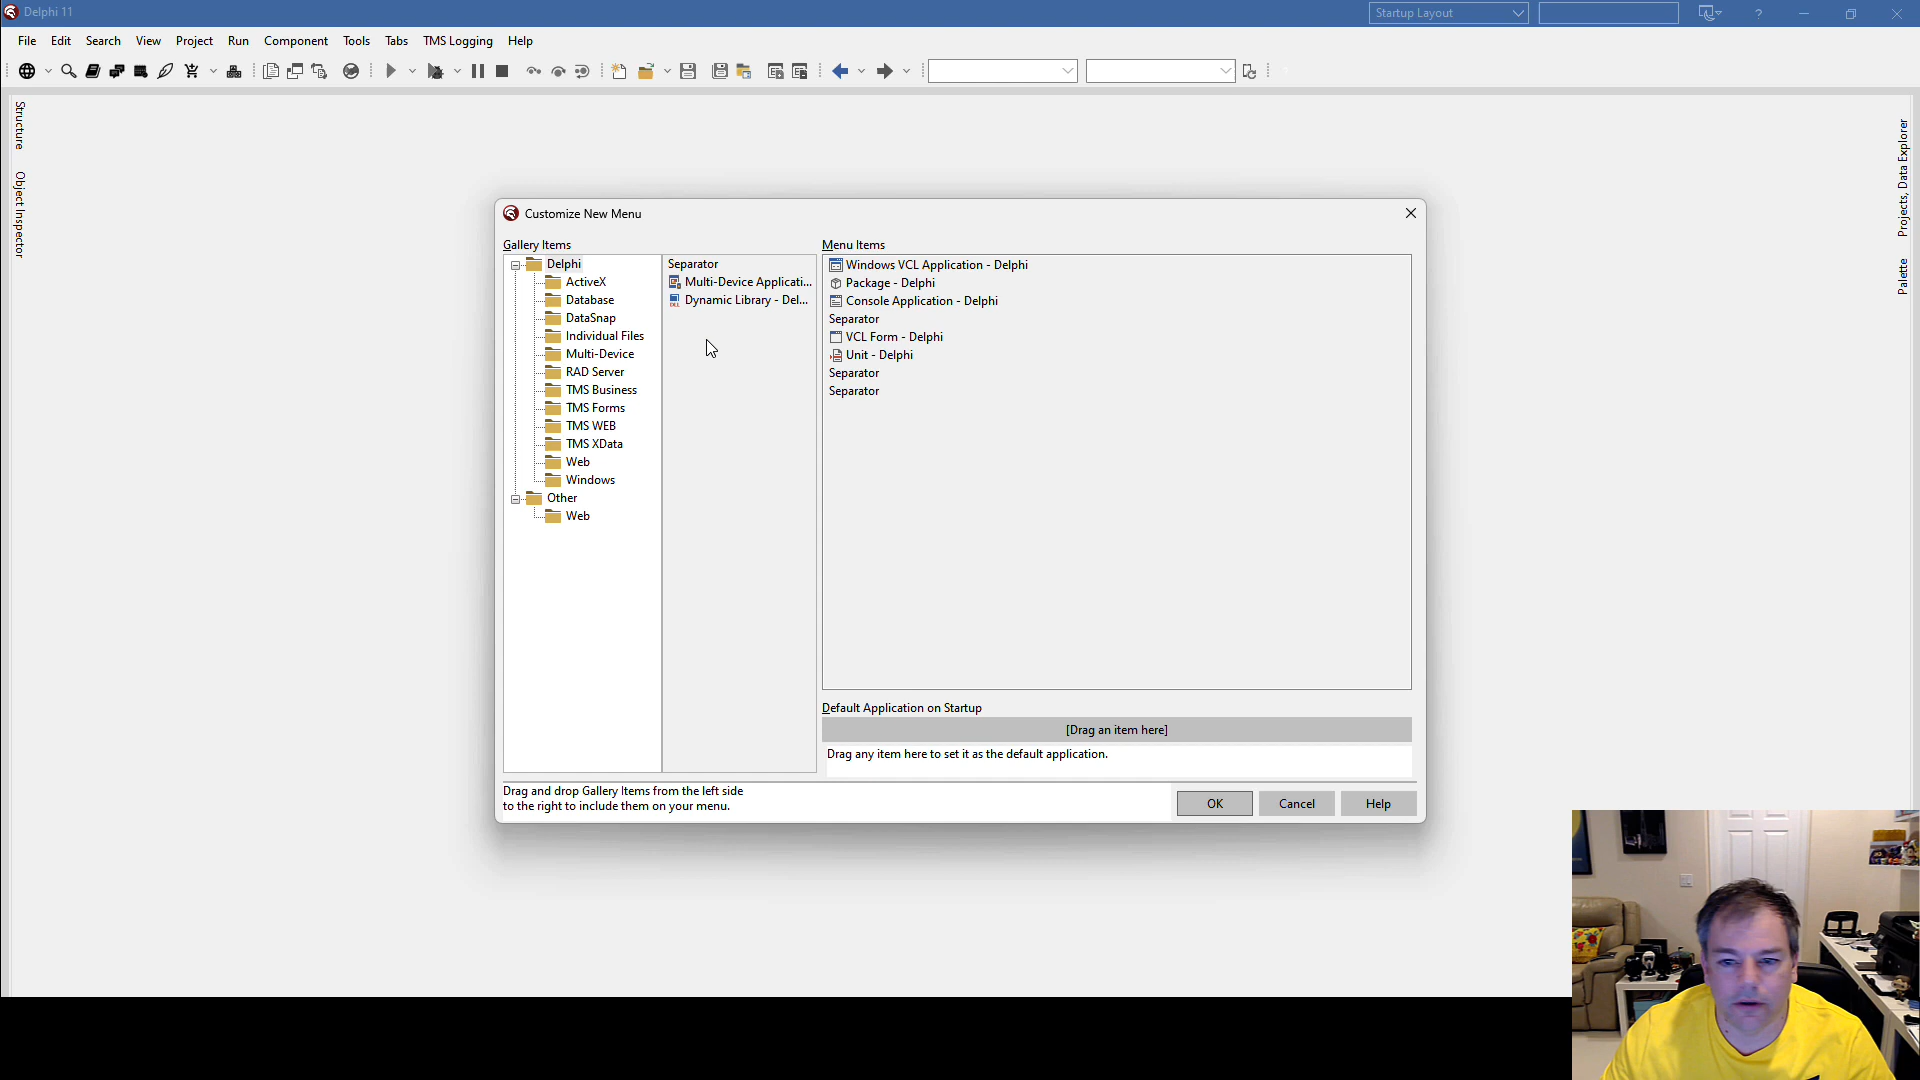 Delphi 11
Startup Layout
?
File Edit Search View Project Run Component Tools Tabs TMS Logging Help
Structure
Object Inspector
Projects, Data Explorer
Palette
Customize New Menu
Gallery Items
Delphi
ActiveX
Database
DataSnap
Individual Files
Multi-Device
RAD Server
TMS Business
TMS Forms
TMS WEB
TMS XData
Web
Windows
Other
Web
Separator
Multi-Device Applicati...
Dynamic Library - Del...
Menu Items
Windows VCL Application - Delphi
Package - Delphi
Console Application - Delphi
Separator
VCL Form - Delphi
Unit - Delphi
Separator
Separator
Default Application on Startup
[Drag an item here]
Drag any item here to set it as the default application.
Drag and drop Gallery Items from the left side
to the right to include them on your menu.
OK Cancel Help